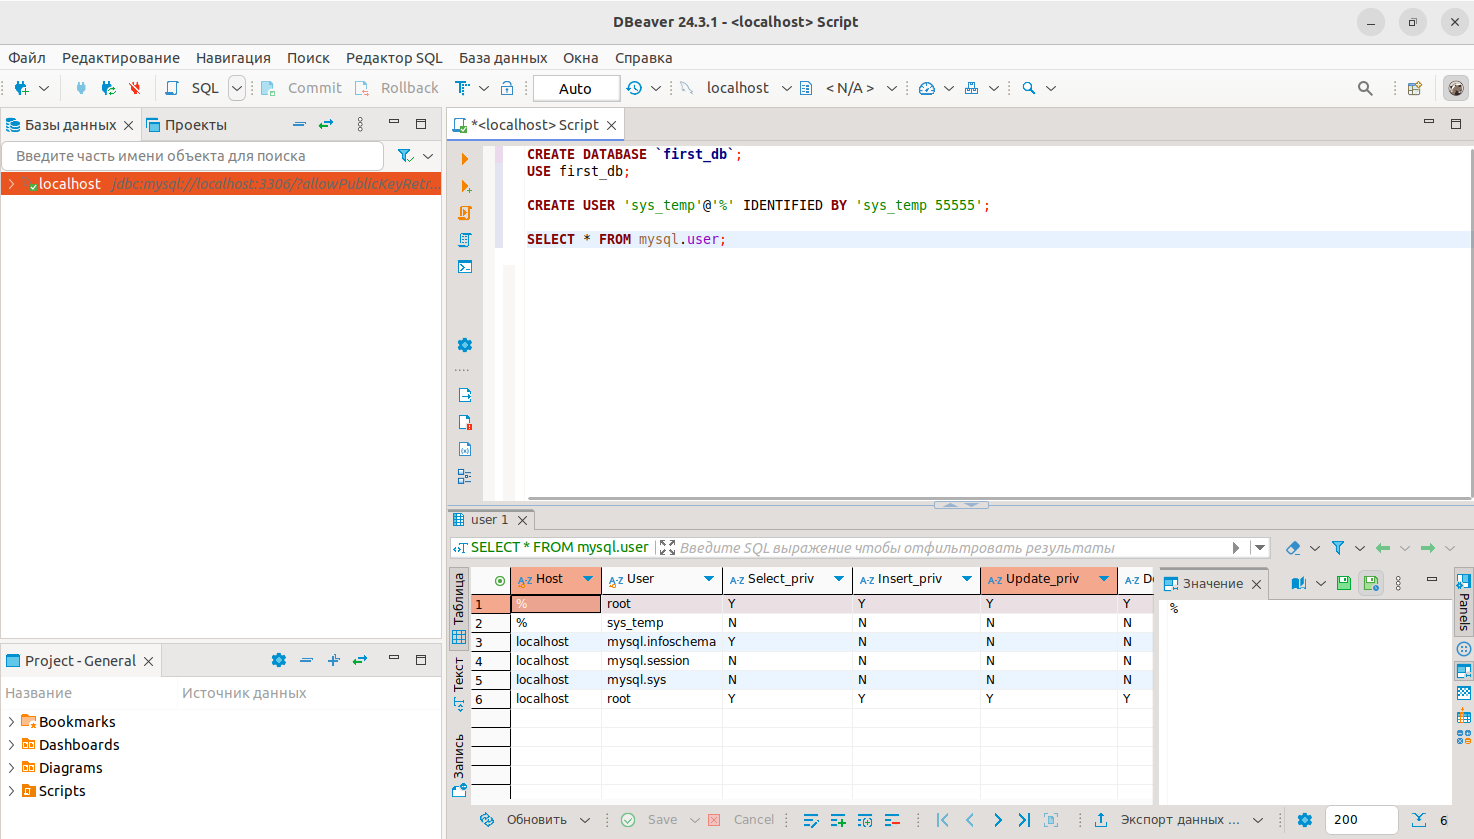 DBeaver 24.3.1 - <localhost> Script
Файл Редактирование Навигация Поиск Редактор SQL База данных Окна Справка
SQL Commit Rollback Auto localhost < N/A >
Базы данных Проекты
Введите часть имени объекта для поиска
localhost jdbc:mysql://localhost:3306/?allowPublicKeyRetr...
*<localhost> Script
CREATE DATABASE `first_db`;
USE first_db;
CREATE USER 'sys_temp'@'%' IDENTIFIED BY 'sys_temp 55555';
SELECT * FROM mysql.user;
user 1
SELECT * FROM mysql.user Введите SQL выражение чтобы отфильтровать результаты
Таблица
Текст
Запись
Host User Select_priv Insert_priv Update_priv De
1 % root Y Y Y Y
2 % sys_temp N N N N
3 localhost mysql.infoschema Y N N N
4 localhost mysql.session N N N N
5 localhost mysql.sys N N N N
6 localhost root Y Y Y Y
Значение
%
Panels
Обновить Save Cancel Экспорт данных ... 200 6
Project - General
Название Источник данных
Bookmarks
Dashboards
Diagrams
Scripts